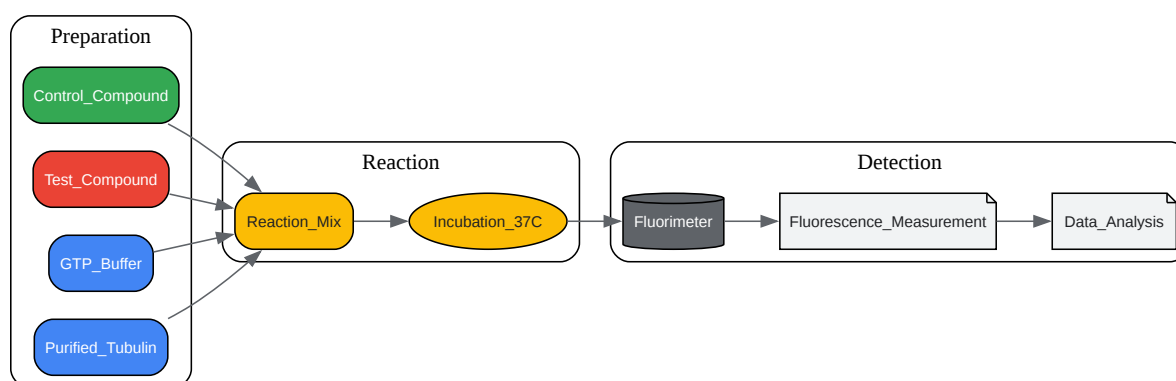 Preparation
Control_Compound
Test_Compound
GTP_Buffer
Purified_Tubulin
Reaction
Reaction_Mix
Incubation_37C
Detection
Fluorimeter
Fluorescence_Measurement
Data_Analysis